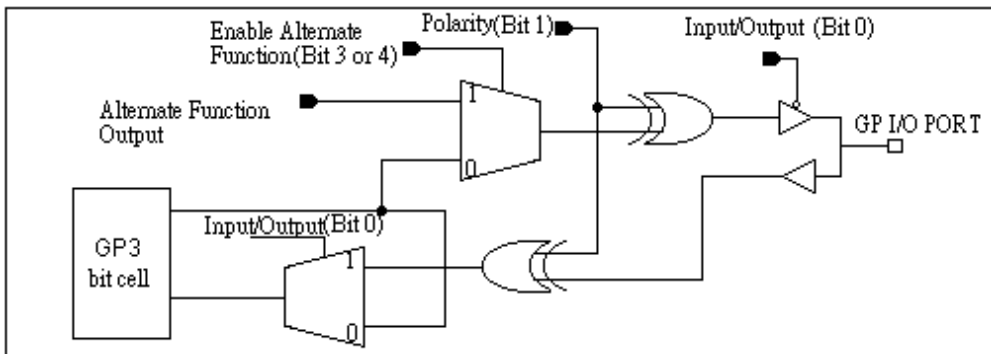 Polarity(Bit 1)
Input/Output (Bit 0)
Enable Alternate
Function(Bit 3 or 4)
1
Alternate Function
Output
GP I/O PORT
0
Input/Output(Bit 0)
GP3
bit cell
1
0